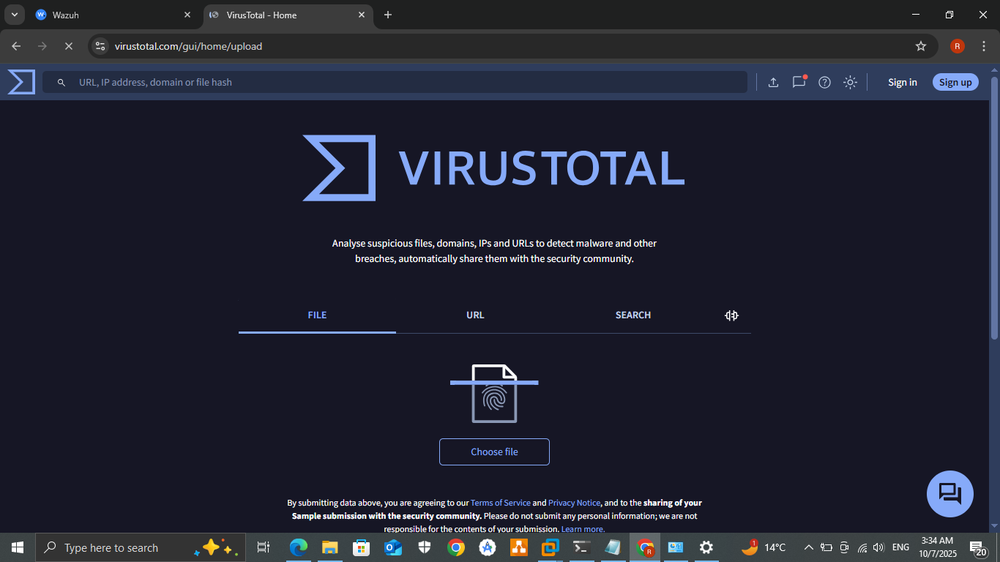 Wazuh
VirusTotal - Home
virustotal.com/gui/home/upload
R
URL, IP address, domain or file hash
Sign in
Sign up
VIRUSTOTAL
Analyse suspicious files, domains, IPs and URLs to detect malware and other
breaches, automatically share them with the security community.
FILE
URL
SEARCH
Choose file
By submitting data above, you are agreeing to our Terms of Service and Privacy Notice, and to the sharing of your
Sample submission with the security community. Please do not submit any personal information; we are not
responsible for the contents of your submission. Learn more.
Type here to search
R
1
14°C
ENG
3:34 AM
10/7/2025
20